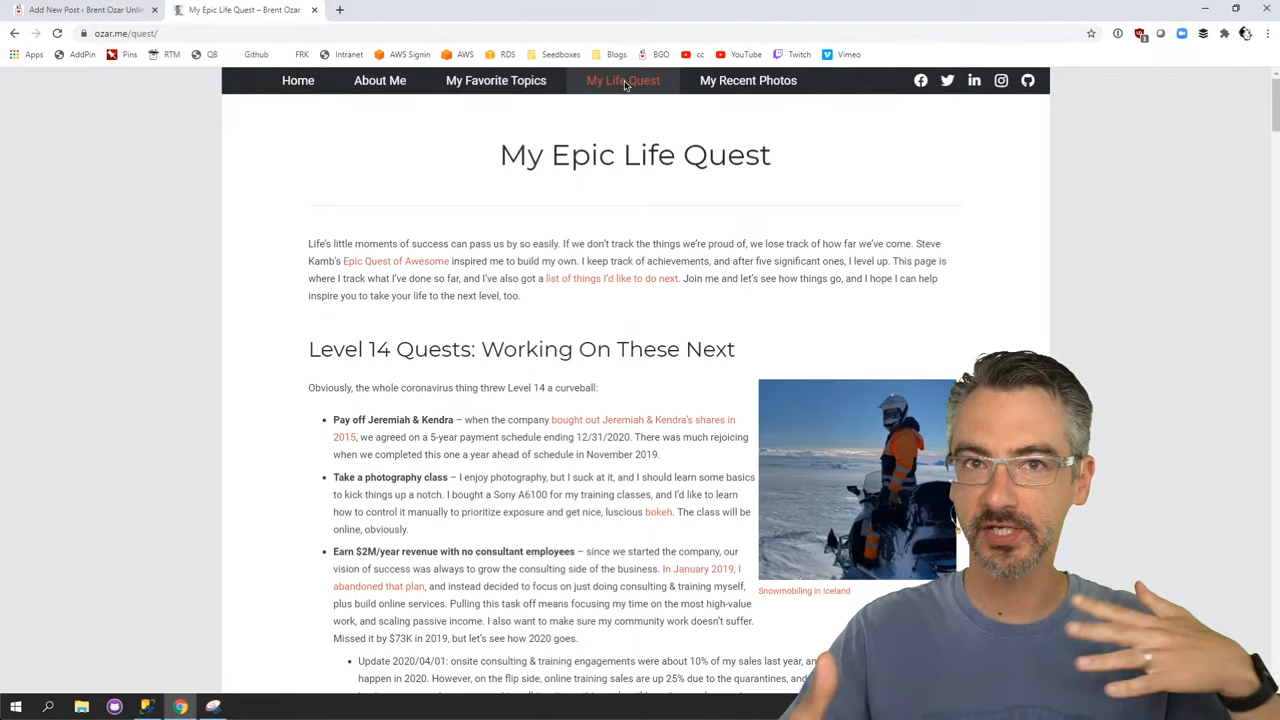 Add New Post ‹ Brent Ozar Unlim
My Epic Life Quest – Brent Ozar
ozar.me/quest/
Apps AddPin Pins RTM QB Github FRK Intranet AWS Signin AWS RDS Seedboxes Blogs BGO cc YouTube Twitch Vimeo
Home About Me My Favorite Topics My Life Quest My Recent Photos
My Epic Life Quest
Life's little moments of success can pass us by so easily. If we don't track the things we're proud of, we lose track of how far we've come. Steve
Kamb's Epic Quest of Awesome inspired me to build my own. I keep track of achievements, and after five significant ones, I level up. This page is
where I track what I've done so far, and I've also got a list of things I'd like to do next. Join me and let's see how things go, and I hope I can help
inspire you to take your life to the next level, too.
Level 14 Quests: Working On These Next
Obviously, the whole coronavirus thing threw Level 14 a curveball:
• Pay off Jeremiah & Kendra – when the company bought out Jeremiah & Kendra's shares in
2015, we agreed on a 5-year payment schedule ending 12/31/2020. There was much rejoicing
when we completed this one a year ahead of schedule in November 2019.
• Take a photography class – I enjoy photography, but I suck at it, and I should learn some basics
to kick things up a notch. I bought a Sony A6100 for my training classes, and I'd like to learn
how to control it manually to prioritize exposure and get nice, luscious bokeh. The class will be
online, obviously.
• Earn $2M/year revenue with no consultant employees – since we started the company, our
vision of success was always to grow the consulting side of the business. In January 2019, I
abandoned that plan, and instead decided to focus on just doing consulting & training myself,
plus build online services. Pulling this task off means focusing my time on the most high-value
work, and scaling passive income. I also want to make sure my community work doesn't suffer.
Missed it by $73K in 2019, but let's see how 2020 goes.
Snowmobiling in Iceland
• Update 2020/04/01: onsite consulting & training engagements were about 10% of my sales last year, an
happen in 2020. However, on the flip side, online training sales are up 25% due to the quarantines, and